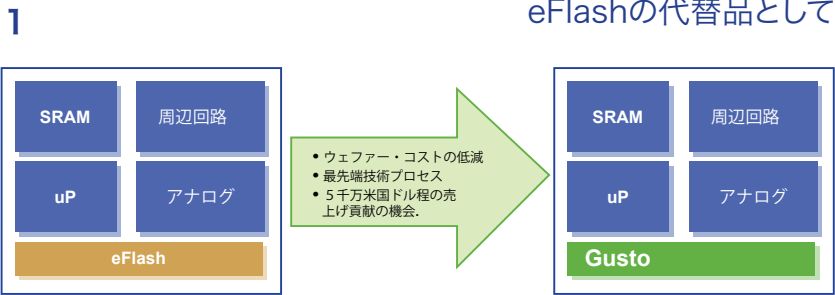 1
eFlashの代替品として
SRAM
周辺回路
uP
アナログ
eFlash
• ウェファー・コストの低減
• 最先端技術プロセス
• 5千万米国ドル程の売
上げ貢献の機会.
SRAM
周辺回路
uP
アナログ
Gusto